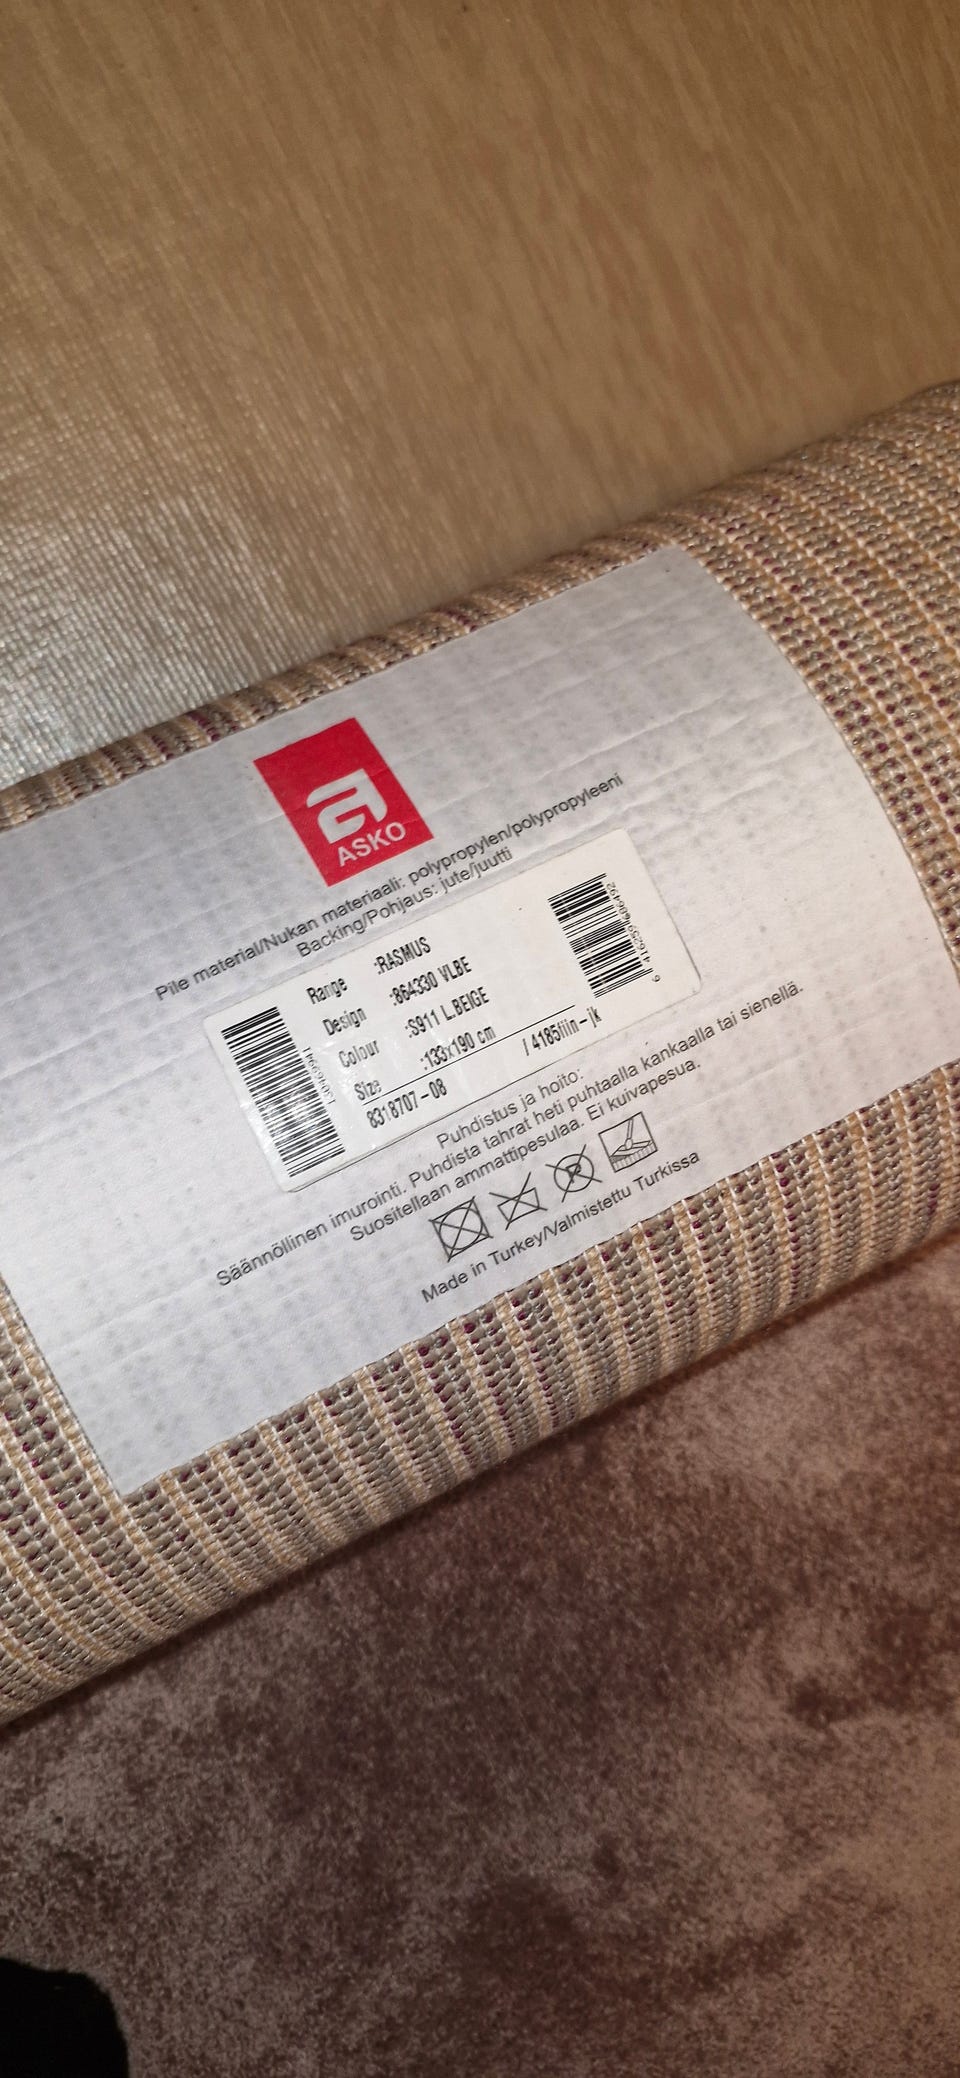 ASKO
Pile material/Nukan materiaali: polypropylen/polypropyleeni
Backing/Pohjaus: jute/juutti
Range :RASMUS
Design :864330 VLBE
Colour :S911 L.BEIGE
Size :133x190 cm
8318707-08 / 4185fiin-jk
Puhdistus ja hoito:
Säännöllinen imurointi. Puhdista tahrat heti puhtaalla kankaalla tai sienellä.
Suositellaan ammattipesulaa. Ei kuivapesua.
P
Made in Turkey/Valmistettu Turkissa